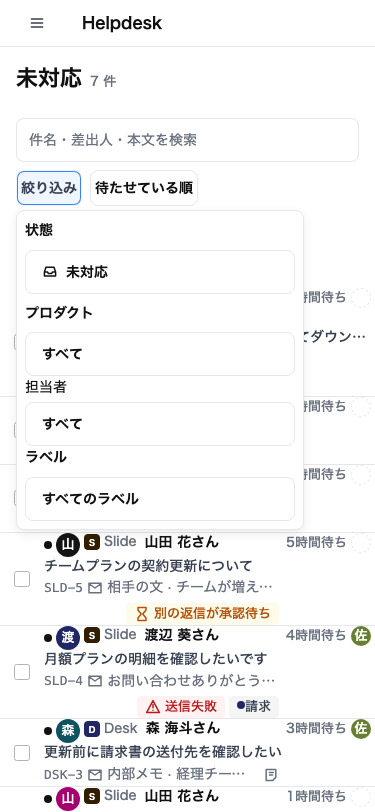 Helpdesk
未対応 7 件
件名・差出人・本文を検索
絞り込み 待たせている順
状態
未対応
時間待ち
プロダクト
てダウン…
すべて
担当者
時間待ち
すべて
ラベル
時間待ち
すべてのラベル
山 S Slide 山田 花さん 5時間待ち
チームプランの契約更新について
SLD-5 相手の文・チームが増え…
別の返信が承認待ち
渡 S Slide 渡辺 葵さん 4時間待ち 佐
月額プランの明細を確認したいです
SLD-4 お問い合わせありがとう…
送信失敗 請求
森 D Desk 森 海斗さん 3時間待ち 佐
更新前に請求書の送付先を確認したい
DSK-3 内部メモ・経理チー…
山 S Slide 山田 花さん 1時間待ち